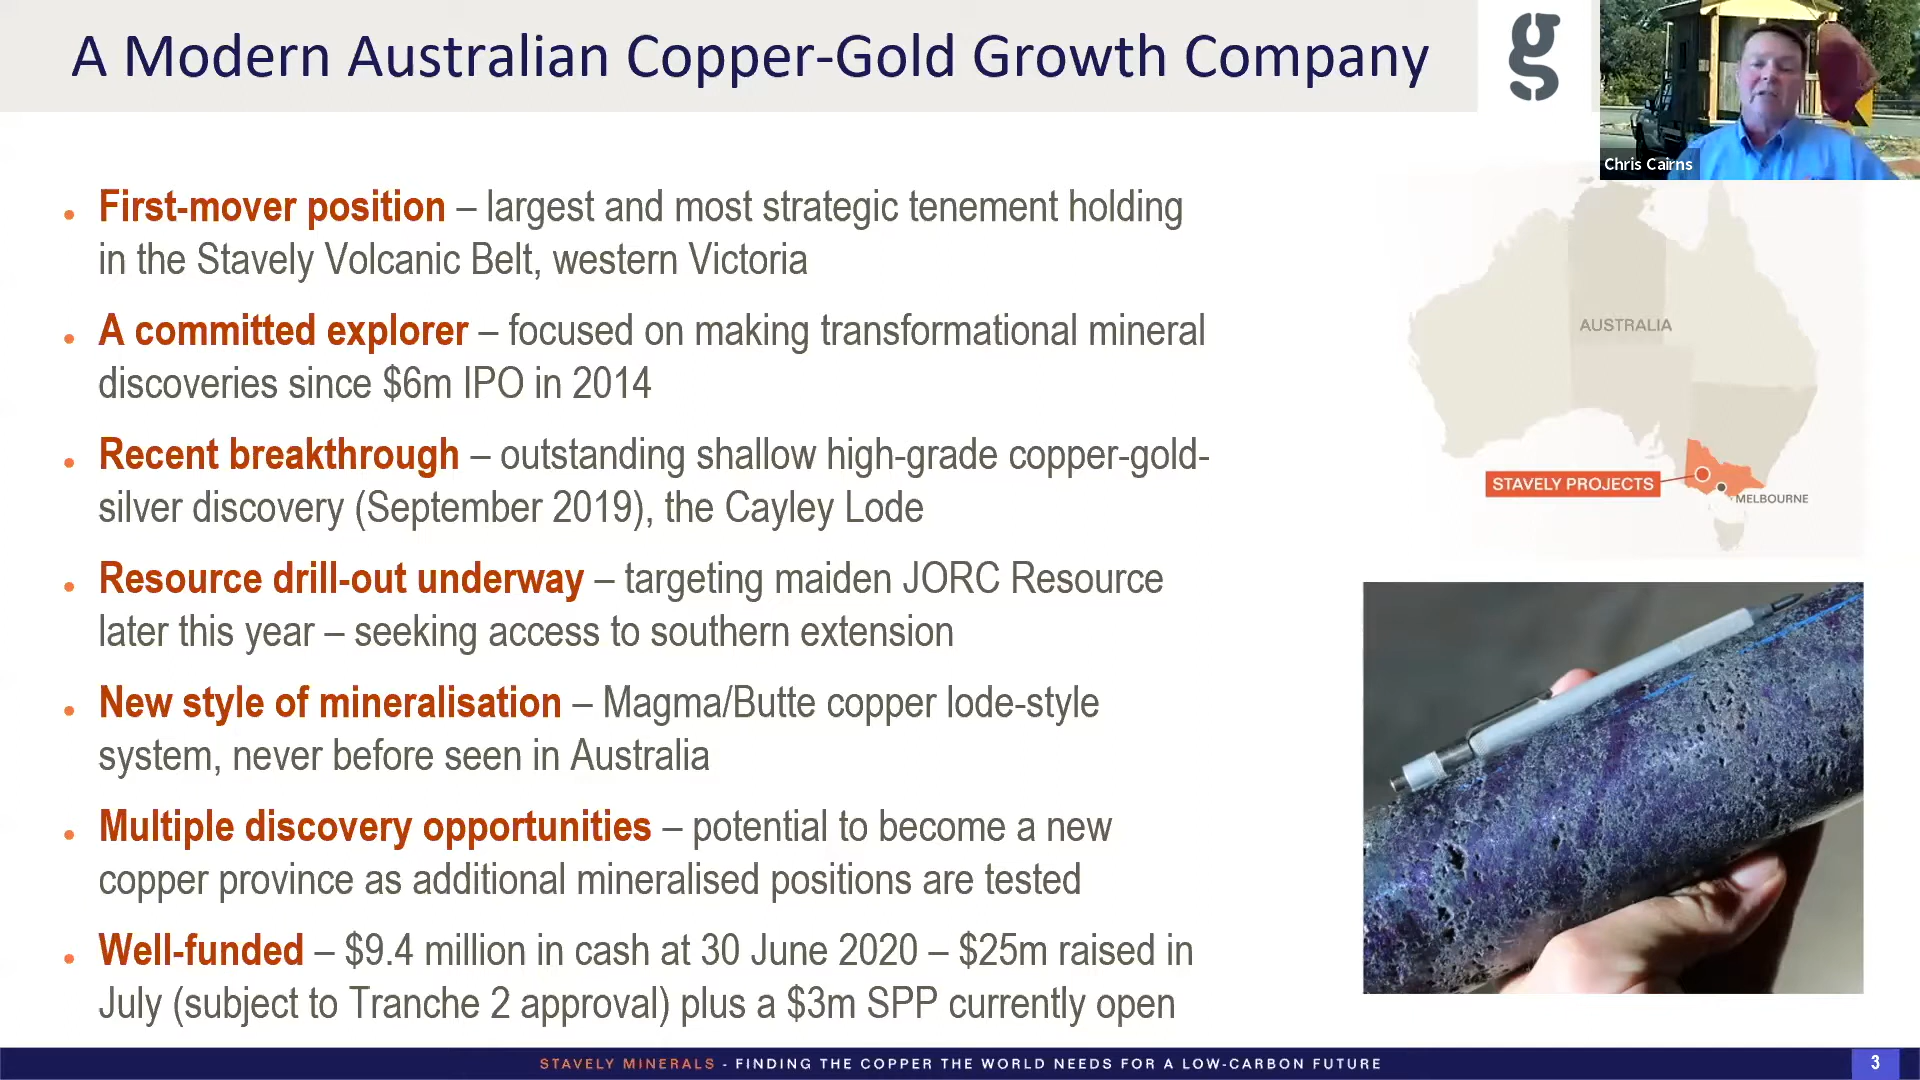 A Modern Australian Copper-Gold Growth Company
g
Chris Cairns
First-mover position – largest and most strategic tenement holding
in the Stavely Volcanic Belt, western Victoria
A committed explorer – focused on making transformational mineral
discoveries since $6m IPO in 2014
Recent breakthrough – outstanding shallow high-grade copper-gold-
silver discovery (September 2019), the Cayley Lode
Resource drill-out underway – targeting maiden JORC Resource
later this year – seeking access to southern extension
New style of mineralisation – Magma/Butte copper lode-style
system, never before seen in Australia
Multiple discovery opportunities – potential to become a new
copper province as additional mineralised positions are tested
Well-funded – $9.4 million in cash at 30 June 2020 – $25m raised in
July (subject to Tranche 2 approval) plus a $3m SPP currently open
AUSTRALIA
STAVELY PROJECTS
MELBOURNE
STAVELY MINERALS - FINDING THE COPPER THE WORLD NEEDS FOR A LOW-CARBON FUTURE
3